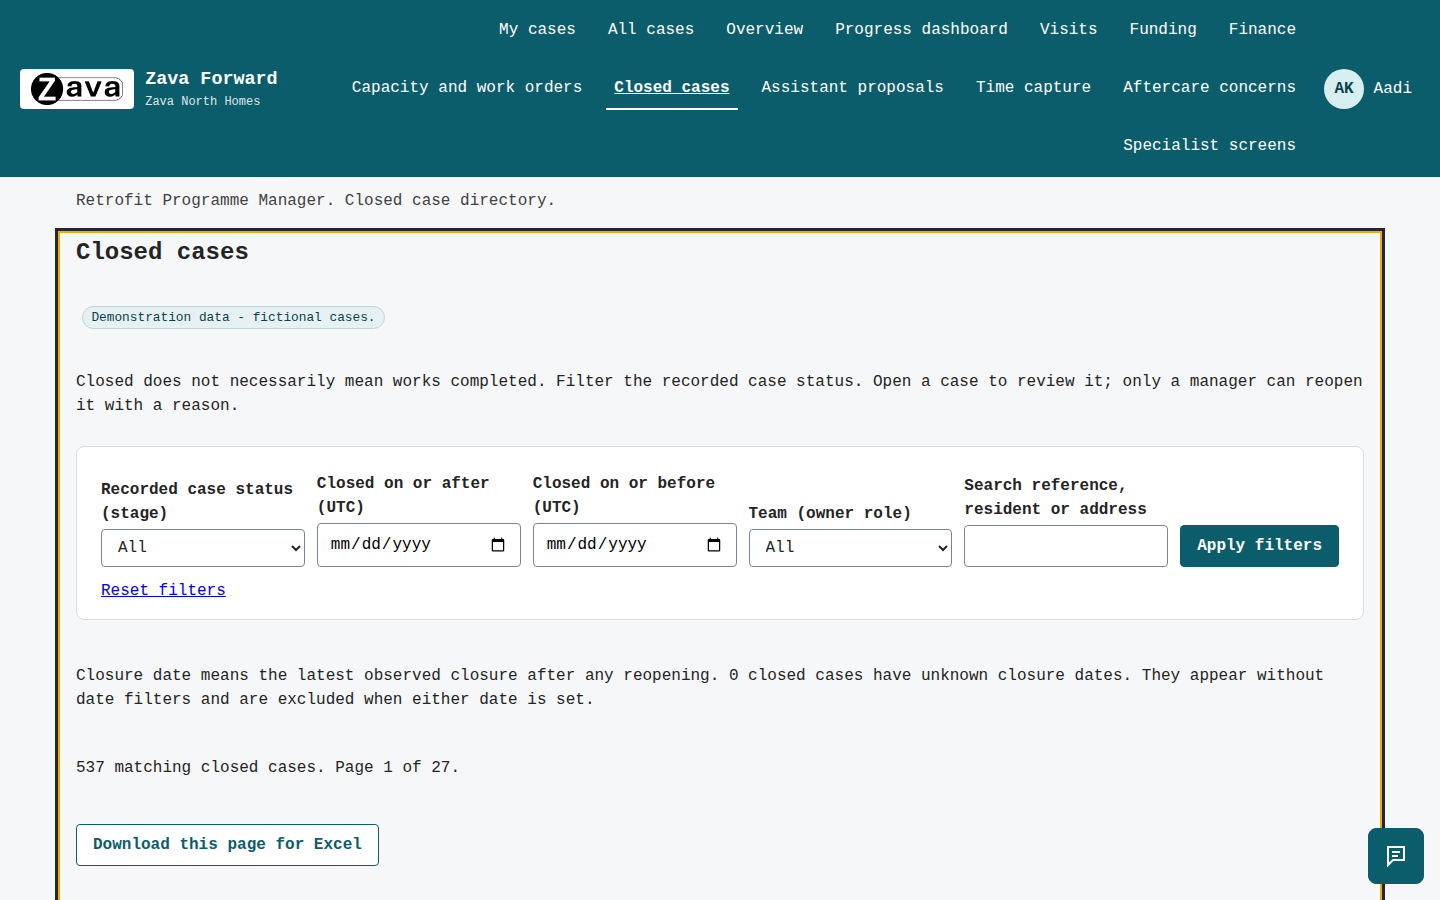 My cases All cases Overview Progress dashboard Visits Funding Finance
Zava
Zava Forward
Zava North Homes
Capacity and work orders Closed cases Assistant proposals Time capture Aftercare concerns
AK Aadi
Specialist screens
Retrofit Programme Manager. Closed case directory.
Closed cases
Demonstration data - fictional cases.
Closed does not necessarily mean works completed. Filter the recorded case status. Open a case to review it; only a manager can reopen
it with a reason.
Recorded case status
(stage)
All
Closed on or after
(UTC)
mm/dd/yyyy
Closed on or before
(UTC)
mm/dd/yyyy
Team (owner role)
All
Search reference,
resident or address
Apply filters
Reset filters
Closure date means the latest observed closure after any reopening. 0 closed cases have unknown closure dates. They appear without
date filters and are excluded when either date is set.
537 matching closed cases. Page 1 of 27.
Download this page for Excel